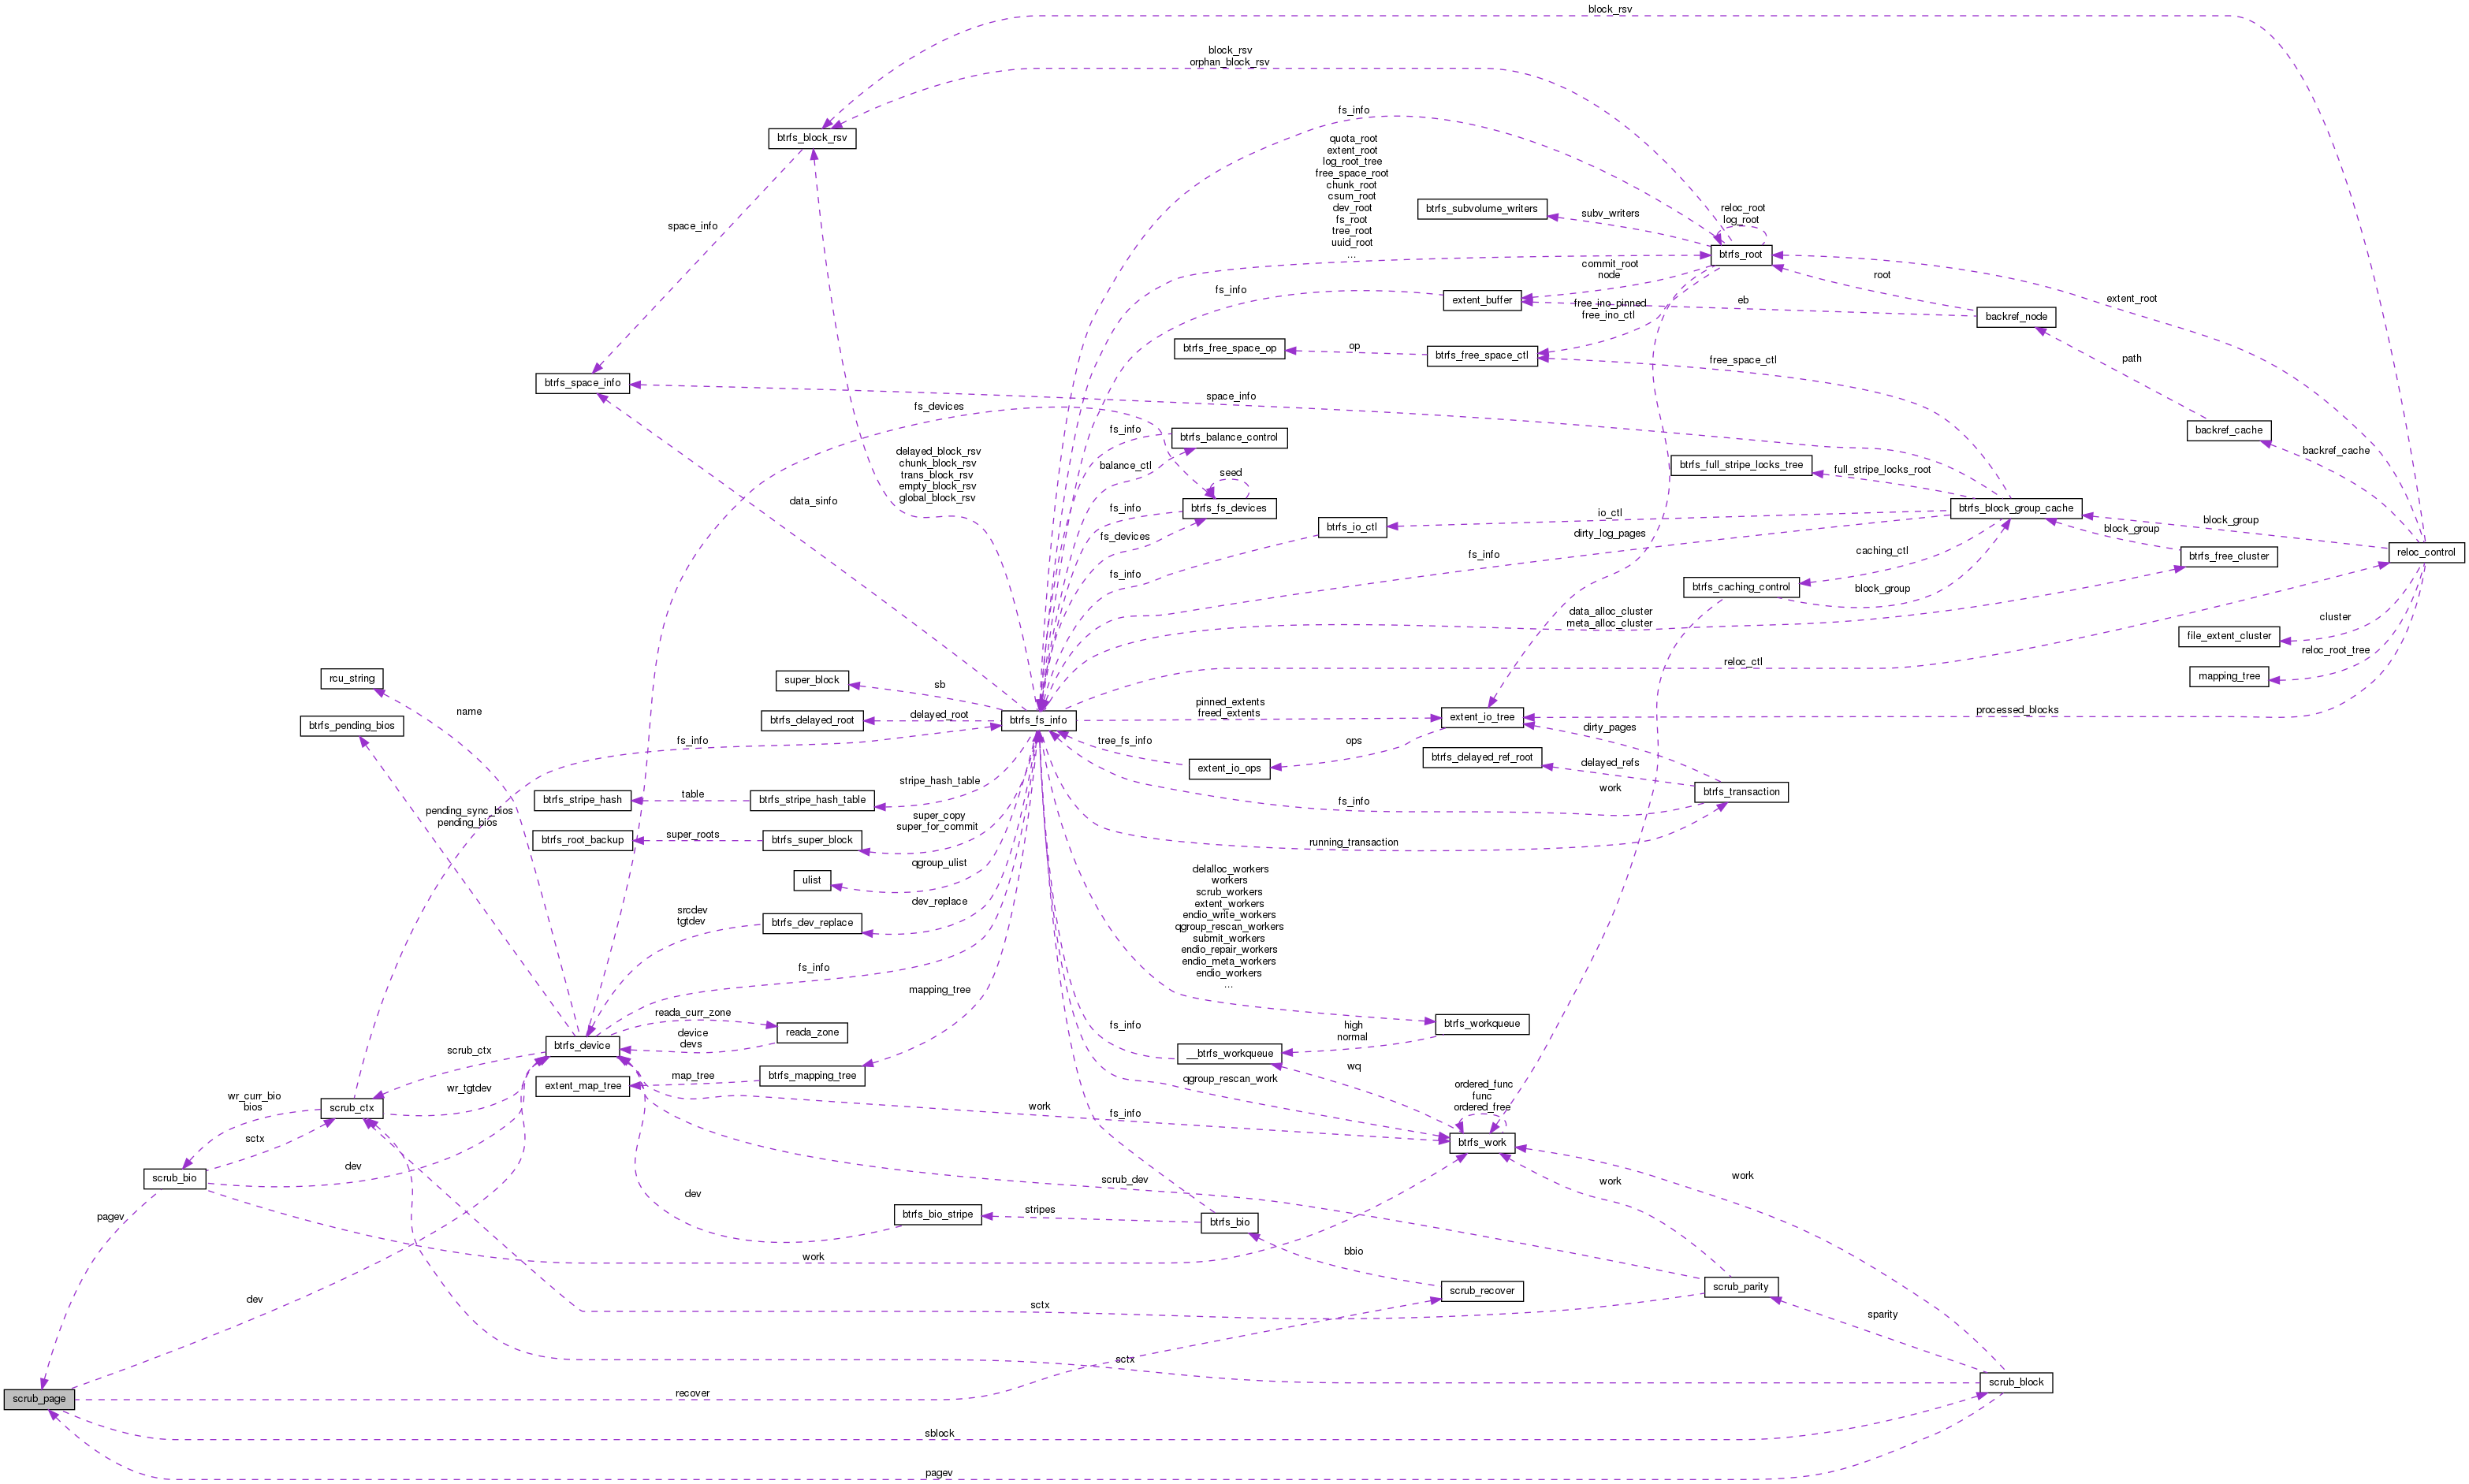 block_rsv
block_rsv
orphan_block_rsv
fs_info
btrfs_block_rsv
quota_root
extent_root
log_root_tree
free_space_root
chunk_root
csum_root
dev_root
fs_root
tree_root
uuid_root
...
btrfs_subvolume_writers
subv_writers
reloc_root
log_root
space_info
btrfs_root
commit_root
node
root
fs_info
extent_buffer
free_ino_pinned
free_ino_ctl
eb
extent_root
backref_node
btrfs_free_space_op
op
btrfs_free_space_ctl
free_space_ctl
path
btrfs_space_info
space_info
fs_devices
fs_info
btrfs_balance_control
backref_cache
delayed_block_rsv
chunk_block_rsv
trans_block_rsv
empty_block_rsv
global_block_rsv
balance_ctl
backref_cache
data_sinfo
seed
btrfs_full_stripe_locks_tree
full_stripe_locks_root
fs_info
btrfs_fs_devices
btrfs_block_group_cache
io_ctl
fs_devices
btrfs_io_ctl
dirty_log_pages
block_group
block_group
fs_info
caching_ctl
btrfs_free_cluster
reloc_control
fs_info
btrfs_caching_control
block_group
data_alloc_cluster
meta_alloc_cluster
cluster
file_extent_cluster
reloc_root_tree
reloc_ctl
mapping_tree
rcu_string
super_block
sb
name
btrfs_pending_bios
btrfs_delayed_root
delayed_root
btrfs_fs_info
pinned_extents
freed_extents
extent_io_tree
processed_blocks
fs_info
tree_fs_info
ops
dirty_pages
extent_io_ops
btrfs_delayed_ref_root
delayed_refs
stripe_hash_table
work
btrfs_transaction
btrfs_stripe_hash
table
btrfs_stripe_hash_table
fs_info
pending_sync_bios
pending_bios
super_copy
super_for_commit
btrfs_root_backup
super_roots
btrfs_super_block
running_transaction
qgroup_ulist
ulist
delalloc_workers
workers
scrub_workers
extent_workers
endio_write_workers
qgroup_rescan_workers
submit_workers
endio_repair_workers
endio_meta_workers
endio_workers
...
dev_replace
srcdev
tgtdev
btrfs_dev_replace
fs_info
mapping_tree
reada_curr_zone
reada_zone
device
devs
btrfs_device
btrfs_workqueue
high
normal
fs_info
__btrfs_workqueue
scrub_ctx
wr_tgtdev
extent_map_tree
map_tree
btrfs_mapping_tree
wq
qgroup_rescan_work
wr_curr_bio
bios
scrub_ctx
work
fs_info
ordered_func
func
ordered_free
btrfs_work
sctx
dev
scrub_bio
scrub_dev
work
work
dev
btrfs_bio_stripe
stripes
btrfs_bio
pagev
work
bbio
scrub_recover
scrub_parity
dev
sctx
sparity
sctx
scrub_block
scrub_page
recover
sblock
pagev